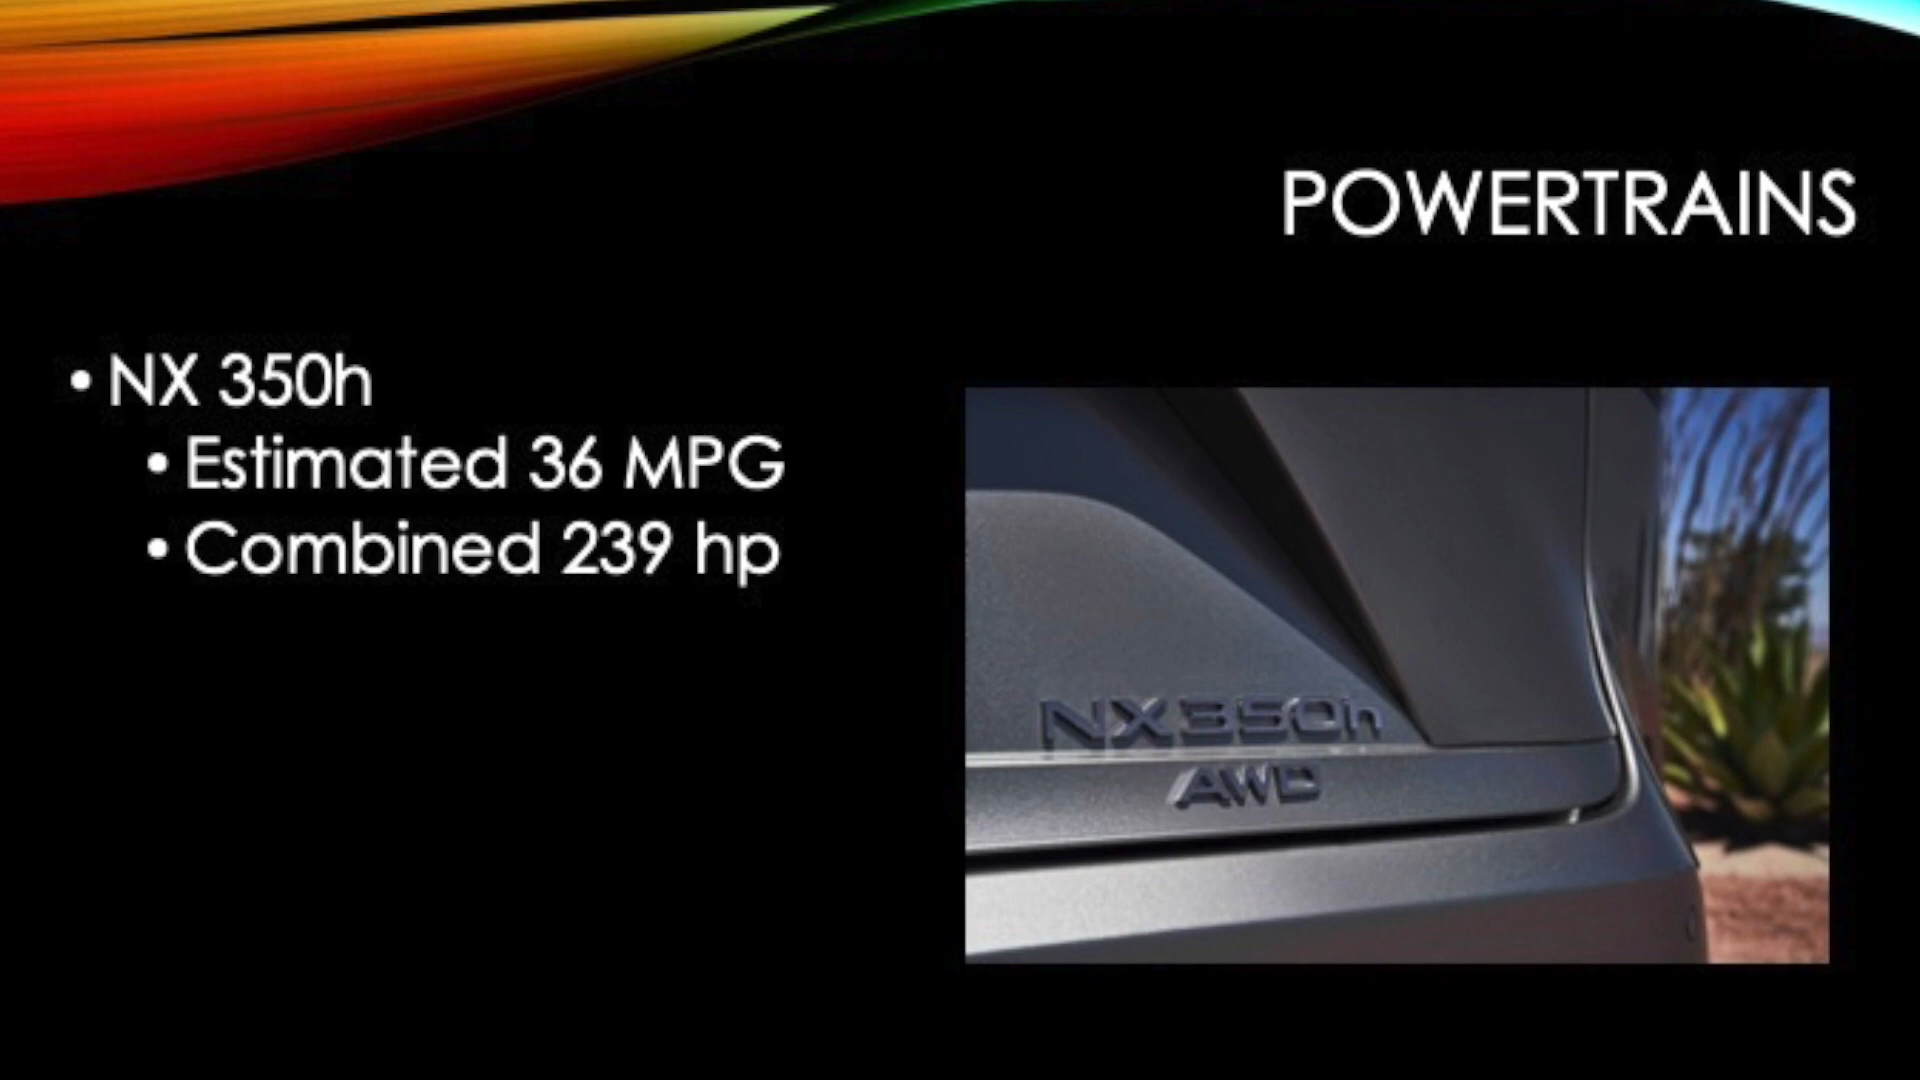 POWERTRAINS
• NX 350h
• Estimated 36 MPG
• Combined 239 hp
NX350h
AWD